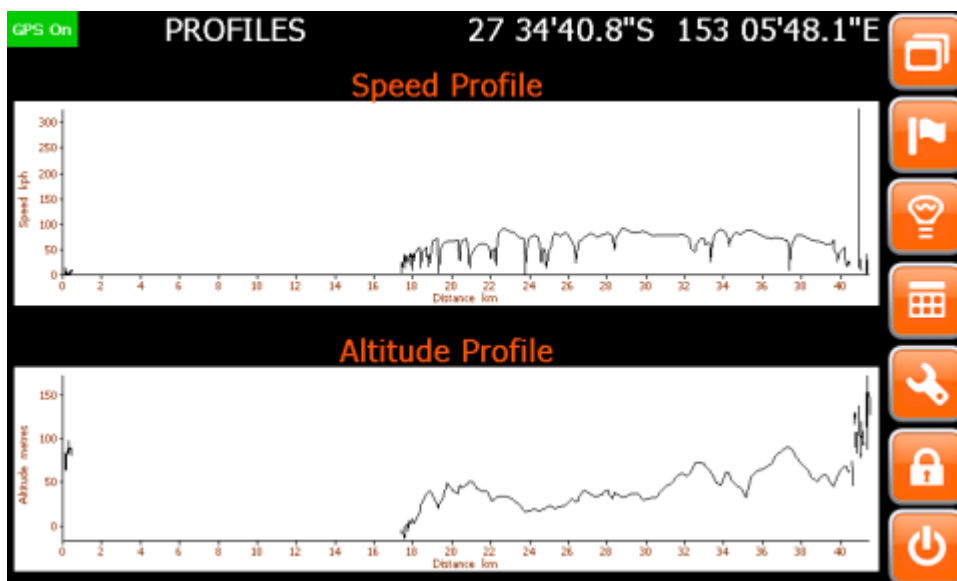 GPS On PROFILES 27 34'40.8"S 153 05'48.1"E
Speed Profile
300
250
200
150
100
50
0
Speed kph
0 2 4 6 8 10 12 14 16 18 20 22 24 26 28 30 32 34 36 38 40
Distance km
Altitude Profile
150
100
50
0
Altitude metres
0 2 4 6 8 10 12 14 16 18 20 22 24 26 28 30 32 34 36 38 40
Distance km